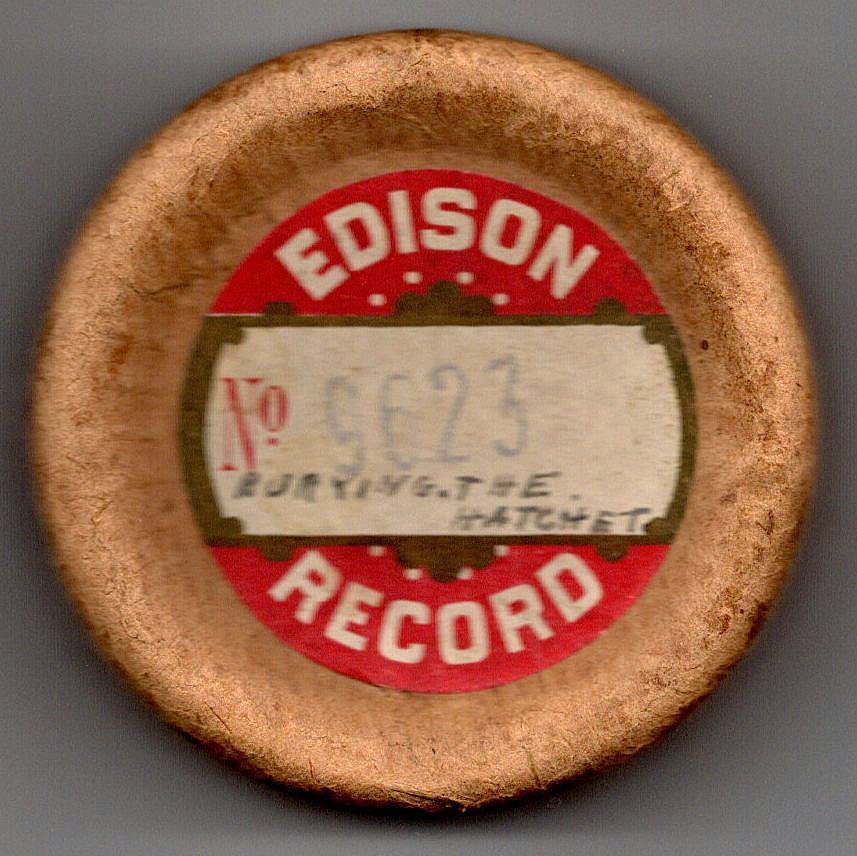 EDISON
No 9623
BURYING.THE.
HATCHET
RECORD